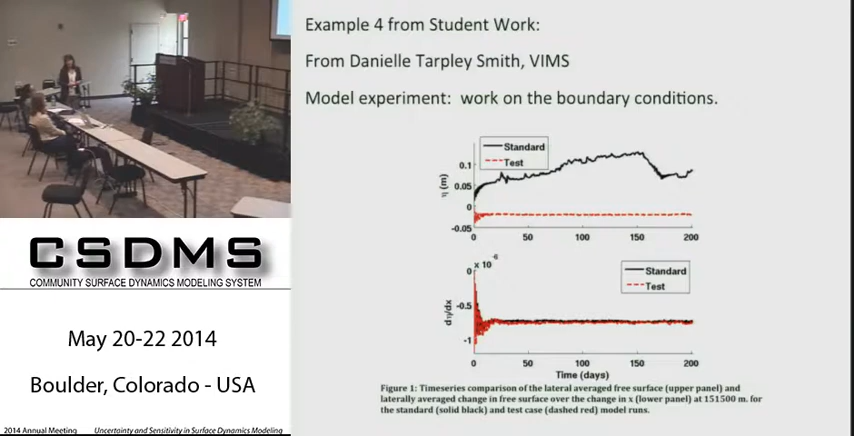 CSDMS
COMMUNITY SURFACE DYNAMICS MODELING SYSTEM
May 20-22 2014
Boulder, Colorado - USA
2014 Annual Meeting Uncertainty and Sensitivity in Surface Dynamics Modeling
Example 4 from Student Work:
From Danielle Tarpley Smith, VIMS
Model experiment: work on the boundary conditions.
Standard
Test
η (m)
0.1
0.05
0
-0.05
0 50 100 150 200
x 10⁻⁶
Standard
Test
dη/dx
0
-0.5
-1
0 50 100 150 200
Time (days)
Figure 1: Timeseries comparison of the lateral averaged free surface (upper panel) and
laterally averaged change in free surface over the change in x (lower panel) at 151500 m. for
the standard (solid black) and test case (dashed red) model runs.